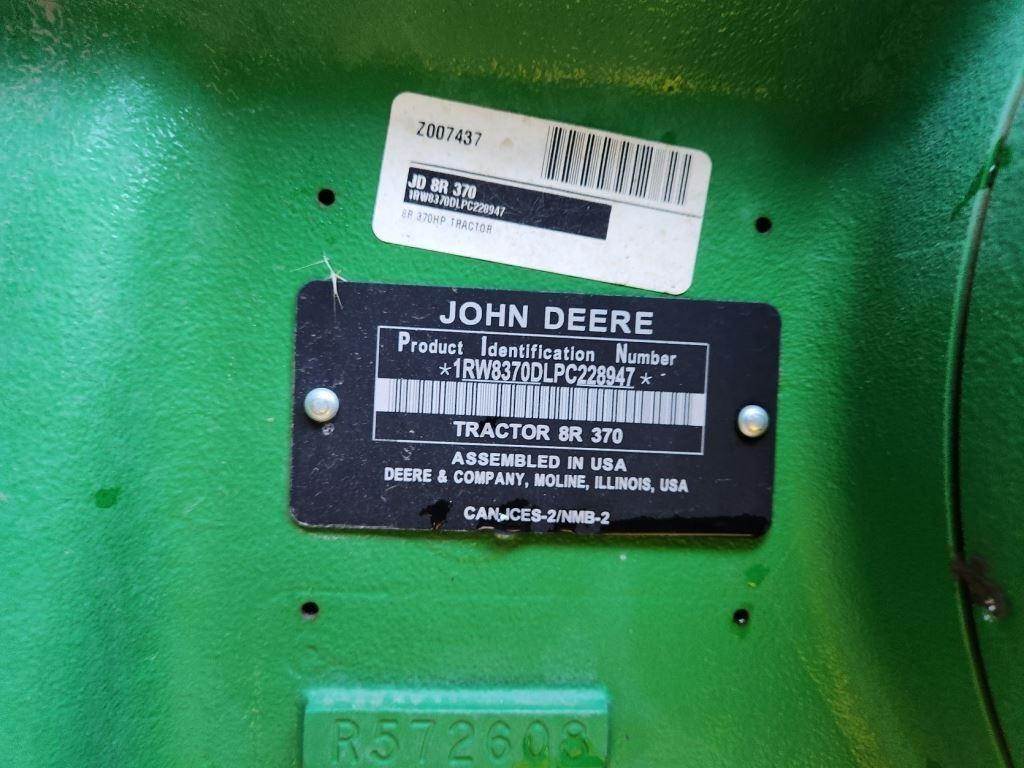 Z007437
JD 8R 370
1RW8370DLPC228947
8R 370HP TRACTOR
JOHN DEERE
Product Identification Number
*1RW8370DLPC228947*
TRACTOR 8R 370
ASSEMBLED IN USA
DEERE & COMPANY, MOLINE, ILLINOIS, USA
CAN ICES-2/NMB-2
R572608